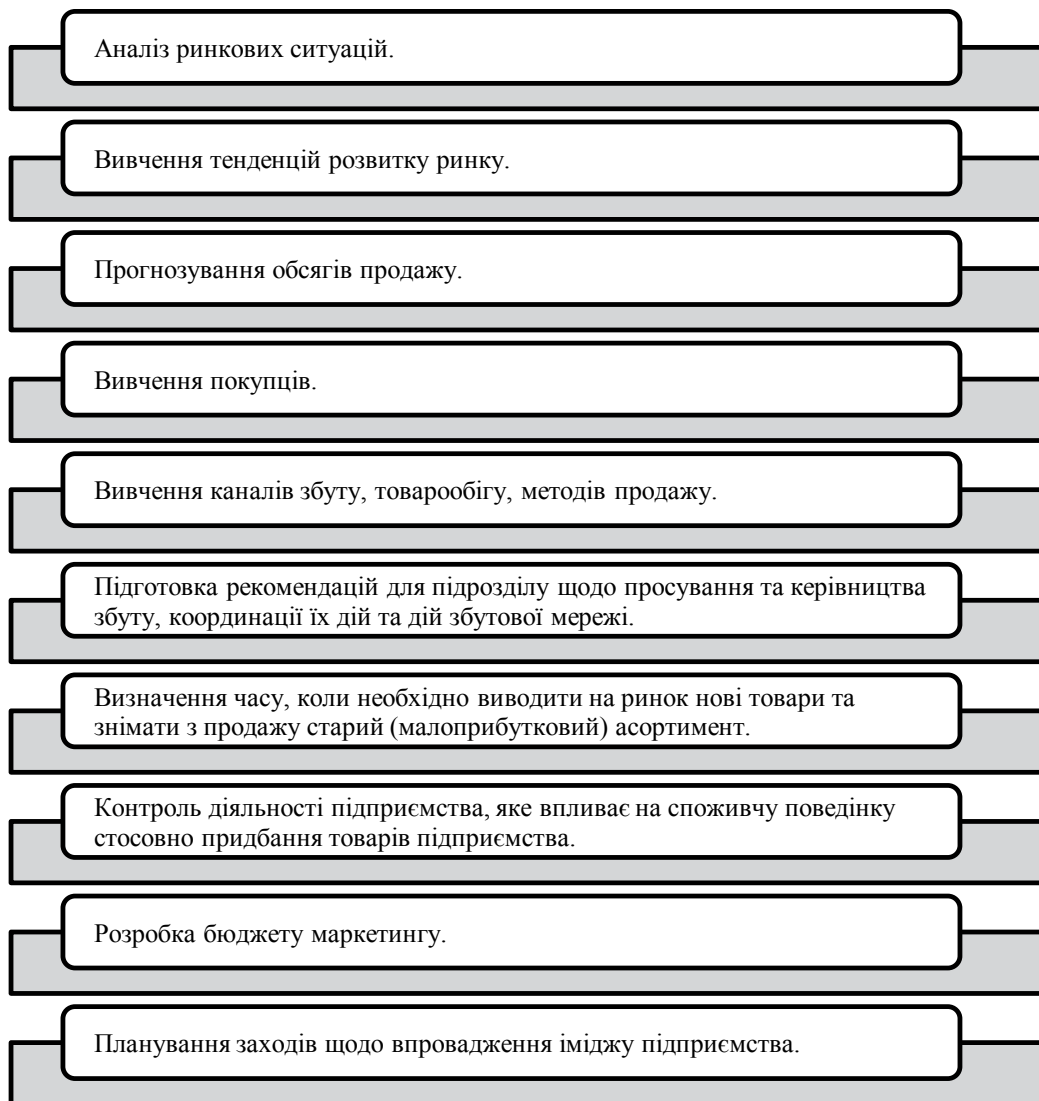 Аналіз ринкових ситуацій.
Вивчення тенденцій розвитку ринку.
Прогнозування обсягів продажу.
Вивчення покупців.
Вивчення каналів збуту, товарообігу, методів продажу.
Підготовка рекомендацій для підрозділу щодо просування та керівництва
збуту, координації їх дій та дій збутової мережі.
Визначення часу, коли необхідно виводити на ринок нові товари та
знімати з продажу старий (малоприбутковий) асортимент.
Контроль діяльності підприємства, яке впливає на споживчу поведінку
стосовно придбання товарів підприємства.
Розробка бюджету маркетингу.
Планування заходів щодо впровадження іміджу підприємства.